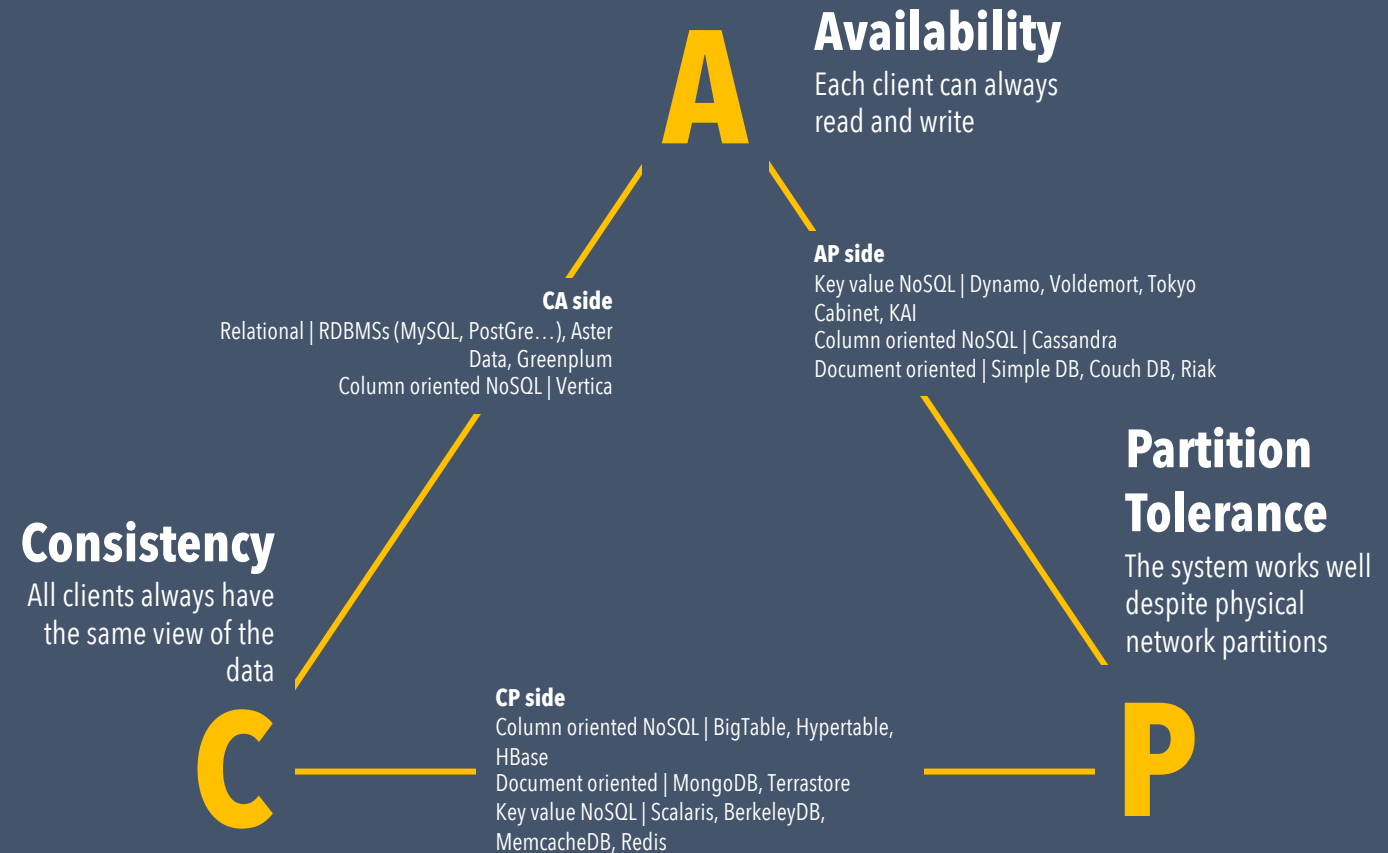 A
Availability
Each client can always
read and write
CA side
Relational | RDBMSs (MySQL, PostGre…), Aster
Data, Greenplum
Column oriented NoSQL | Vertica
AP side
Key value NoSQL | Dynamo, Voldemort, Tokyo
Cabinet, KAI
Column oriented NoSQL | Cassandra
Document oriented | Simple DB, Couch DB, Riak
Consistency
All clients always have
the same view of the
data
C
Partition
Tolerance
The system works well
despite physical
network partitions
P
CP side
Column oriented NoSQL | BigTable, Hypertable,
HBase
Document oriented | MongoDB, Terrastore
Key value NoSQL | Scalaris, BerkeleyDB,
MemcacheDB, Redis